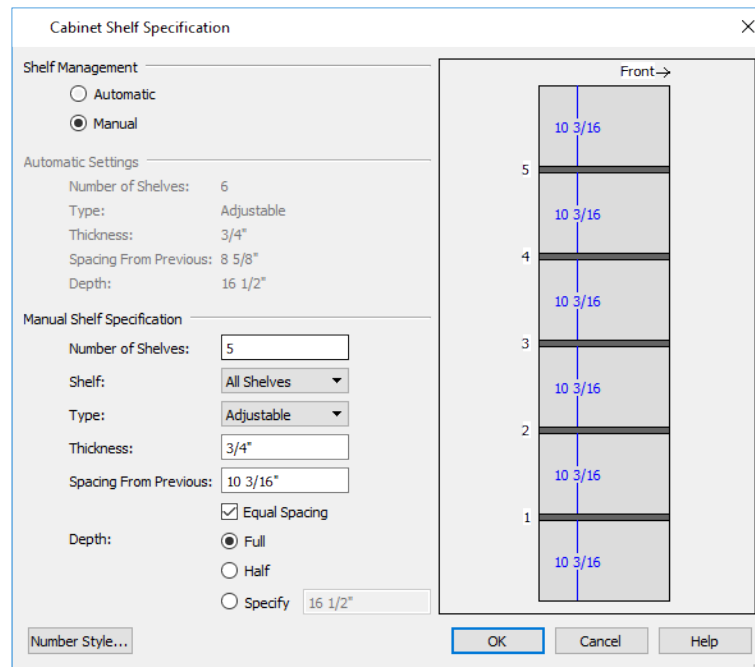 Cabinet Shelf Specification
Shelf Management
Automatic
Manual
Automatic Settings
Number of Shelves: 6
Type: Adjustable
Thickness: 3/4"
Spacing From Previous: 8 5/8"
Depth: 16 1/2"
Manual Shelf Specification
Number of Shelves: 5
Shelf: All Shelves
Type: Adjustable
Thickness: 3/4"
Spacing From Previous: 10 3/16"
Equal Spacing
Depth: Full
Half
Specify 16 1/2"
Number Style...
Front
10 3/16
5
10 3/16
4
10 3/16
3
10 3/16
2
10 3/16
1
10 3/16
OK Cancel Help